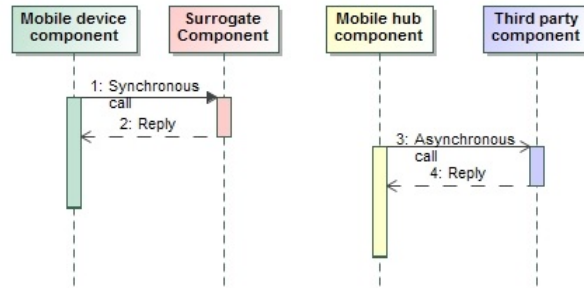 Mobile device
component
Surrogate
Component
Mobile hub
component
Third party
component
1: Synchronous
call
2: Reply
3: Asynchronous
call
4: Reply